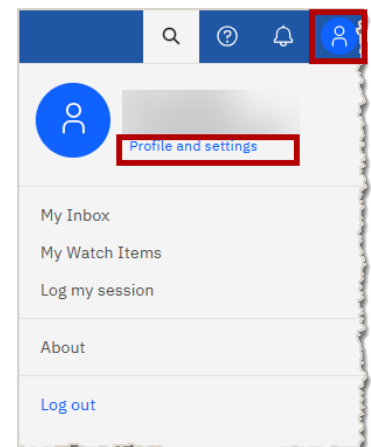 Profile and settings
My Inbox
My Watch Items
Log my session
About
Log out